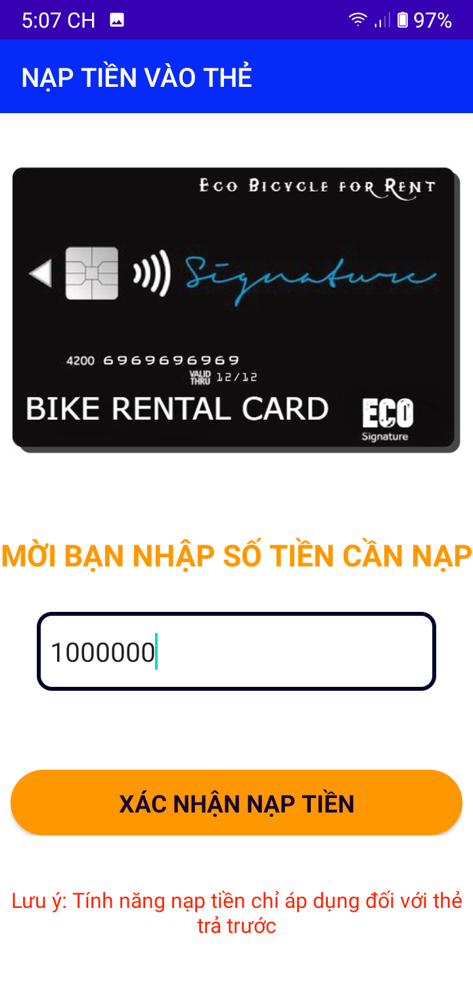 5:07 CH 97%
NẠP TIỀN VÀO THẺ
ECO BICYCLE FOR RENT
Signature
4200 6969696969
VALID THRU 12/12
BIKE RENTAL CARD
ECO
Signature
MỜI BẠN NHẬP SỐ TIỀN CẦN NẠP
1000000
XÁC NHẬN NẠP TIỀN
Lưu ý: Tính năng nạp tiền chỉ áp dụng đối với thẻ
trả trước